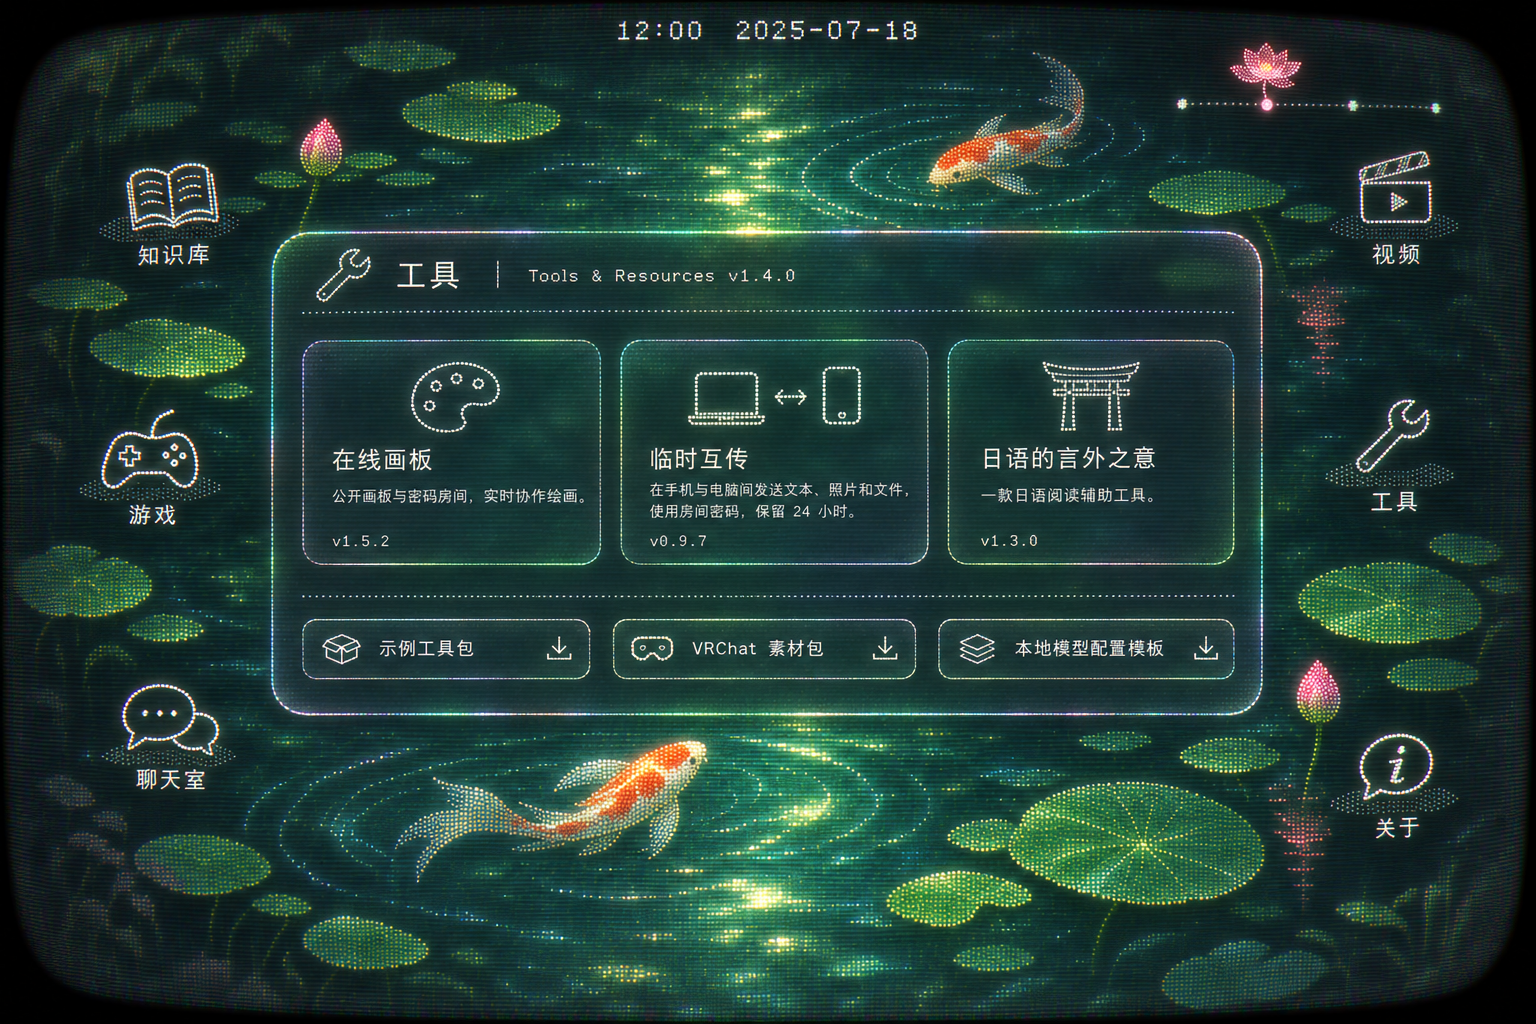 12:00 2025-07-18
知识库
视频
工具
Tools & Resources v1.4.0
在线画板
公开画板与密码房间，实时协作绘画。
v1.5.2
临时互传
在手机与电脑间发送文本、照片和文件，
使用房间密码，保留 24 小时。
v0.9.7
日语的言外之意
一款日语阅读辅助工具。
v1.3.0
游戏
工具
示例工具包
VRChat 素材包
本地模型配置模板
聊天室
关于